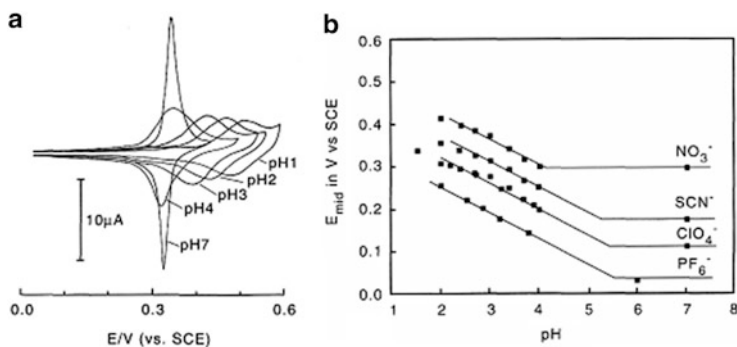 a
pH1
pH2
pH3
pH4
pH7
10μA
0.0 0.3 0.6
E/V (vs. SCE)
b
E_mid in V vs SCE
0.5
0.4
0.3
0.2
0.1
0.0
NO₃⁻
SCN⁻
ClO₄⁻
PF₆⁻
1 2 3 4 5 6 7 8
pH